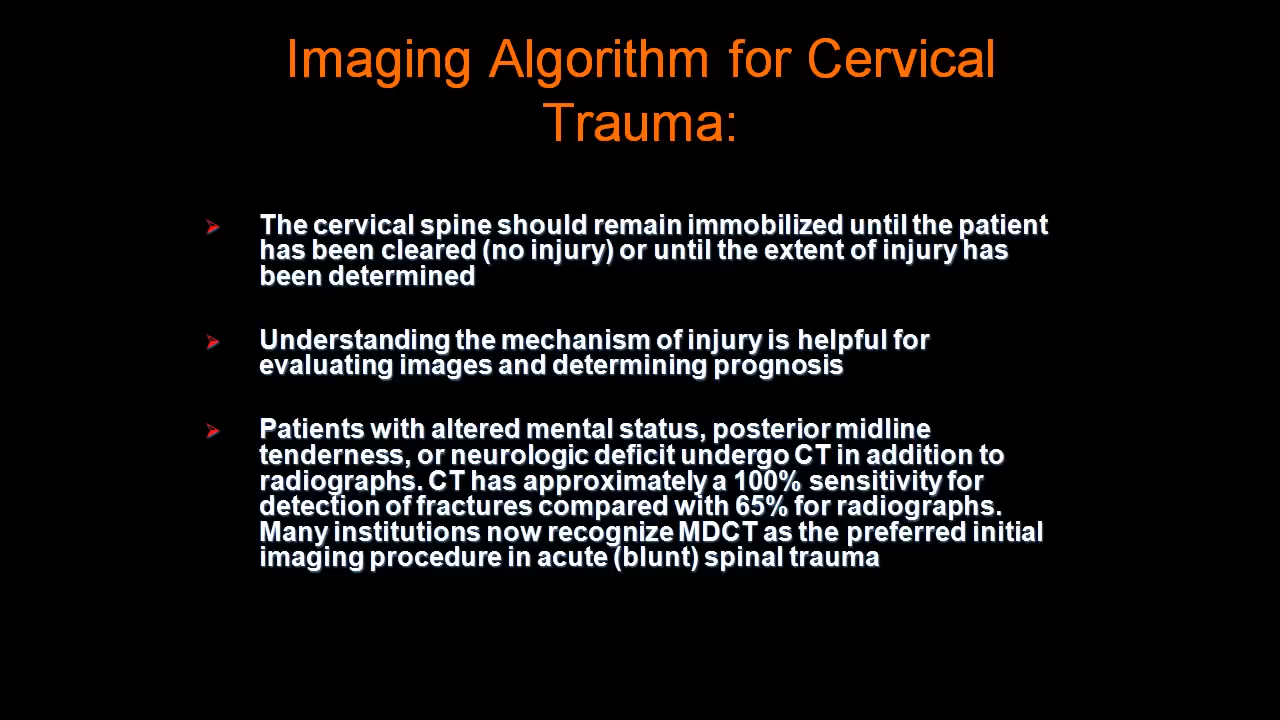 Imaging Algorithm for Cervical
Trauma:
The cervical spine should remain immobilized until the patient
has been cleared (no injury) or until the extent of injury has
been determined
Understanding the mechanism of injury is helpful for
evaluating images and determining prognosis
Patients with altered mental status, posterior midline
tenderness, or neurologic deficit undergo CT in addition to
radiographs. CT has approximately a 100% sensitivity for
detection of fractures compared with 65% for radiographs.
Many institutions now recognize MDCT as the preferred initial
imaging procedure in acute (blunt) spinal trauma